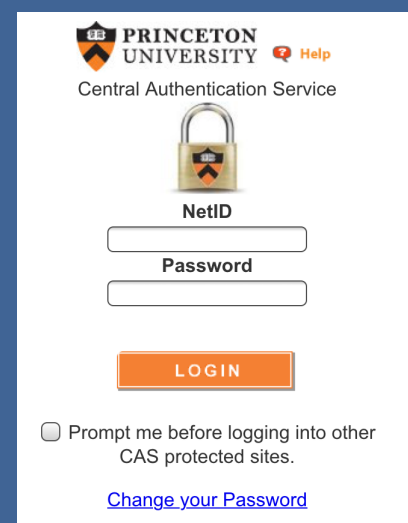 PRINCETON
UNIVERSITY
? Help
Central Authentication Service
NetID
Password
LOGIN
Prompt me before logging into other
CAS protected sites.
Change your Password